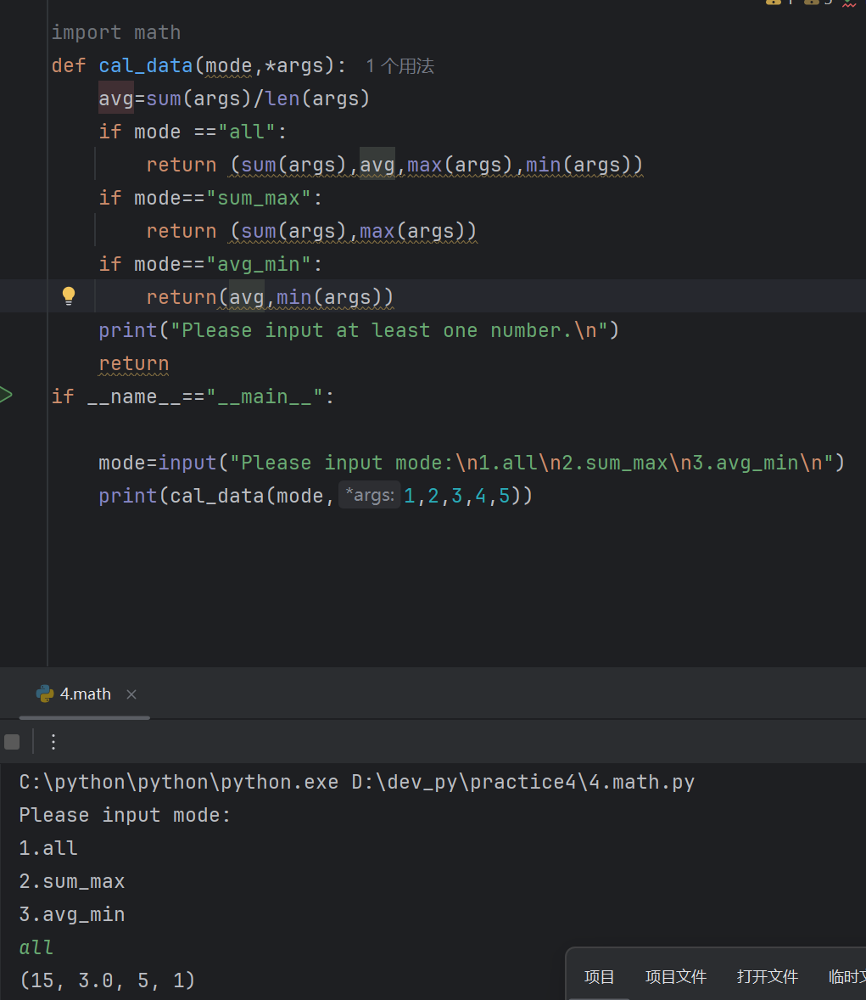 import math
def cal_data(mode,*args): 1 个用法
avg=sum(args)/len(args)
if mode =="all":
return (sum(args),avg,max(args),min(args))
if mode=="sum_max":
return (sum(args),max(args))
if mode=="avg_min":
return(avg,min(args))
print("Please input at least one number.\n")
return
if __name__=="__main__":
mode=input("Please input mode:\n1.all\n2.sum_max\n3.avg_min\n")
print(cal_data(mode, *args: 1,2,3,4,5))
4.math
C:\python\python\python.exe D:\dev_py\practice4\4.math.py
Please input mode:
1.all
2.sum_max
3.avg_min
all
(15, 3.0, 5, 1)
项目 项目文件 打开文件 临时